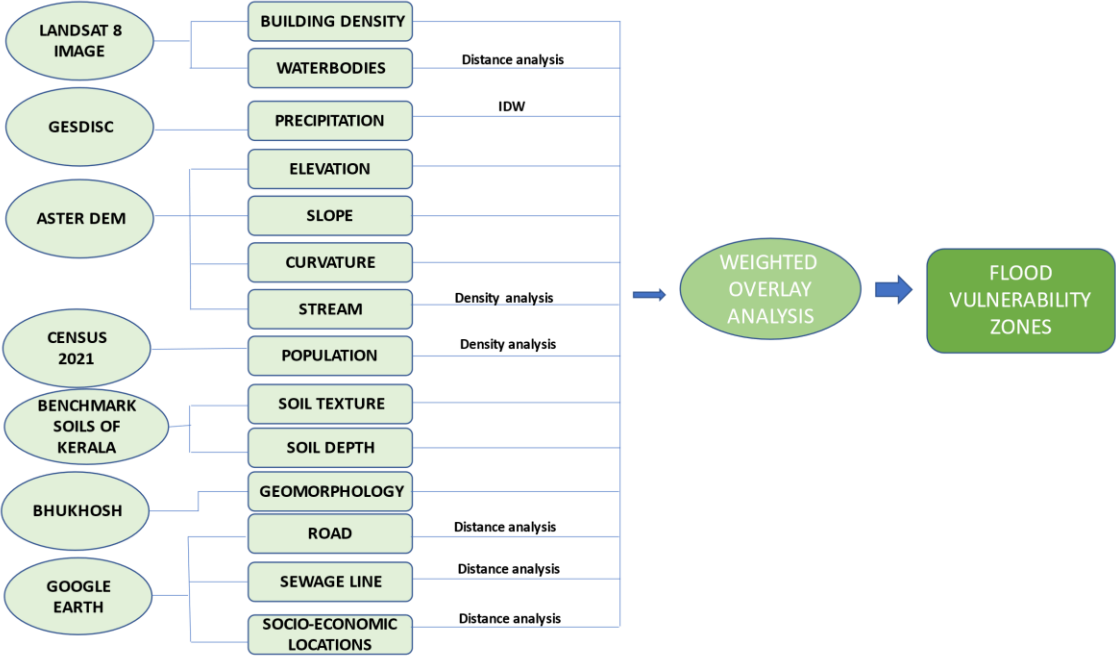 LANDSAT 8
IMAGE
BUILDING DENSITY
WATERBODIES
Distance analysis
GESDISC
PRECIPITATION
IDW
ASTER DEM
ELEVATION
SLOPE
CURVATURE
STREAM
Density analysis
CENSUS
2021
POPULATION
Density analysis
BENCHMARK
SOILS OF
KERALA
SOIL TEXTURE
SOIL DEPTH
BHUKHOSH
GEOMORPHOLOGY
GOOGLE
EARTH
ROAD
Distance analysis
SEWAGE LINE
Distance analysis
SOCIO-ECONOMIC
LOCATIONS
Distance analysis
WEIGHTED
OVERLAY
ANALYSIS
FLOOD
VULNERABILITY
ZONES